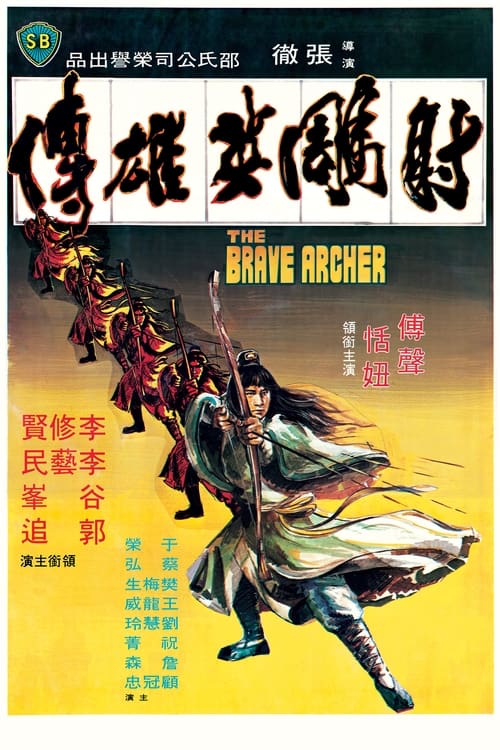 SB
邵氏公司榮譽出品
導演
張徹
射鵰英雄傳
THE
BRAVE ARCHER
傅聲
恬妞
領銜主演
李修賢
李藝民
谷峯
郭追
領銜主演
于榮
蔡弘
樊梅生
王龍威
劉慧玲
祝菁
詹森
顧冠忠
主演